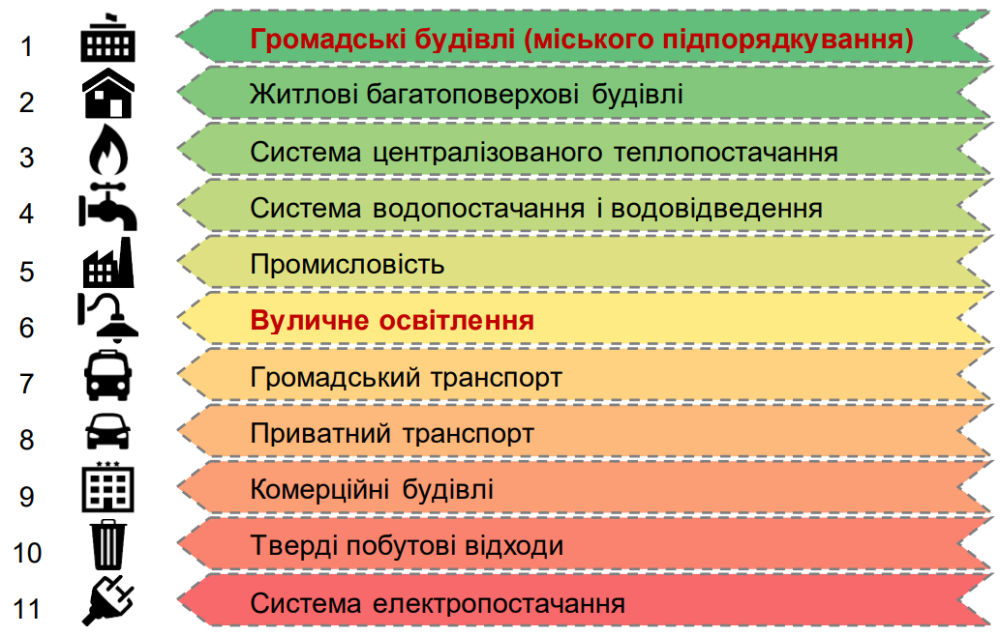 1 Громадські будівлі (міського підпорядкування)
2 Житлові багатоповерхові будівлі
3 Система централізованого теплопостачання
4 Система водопостачання і водовідведення
5 Промисловість
6 Вуличне освітлення
7 Громадський транспорт
8 Приватний транспорт
9 Комерційні будівлі
10 Тверді побутові відходи
11 Система електропостачання